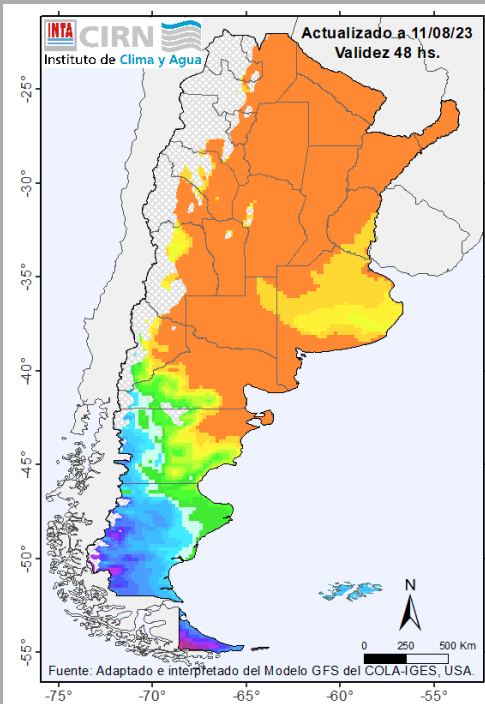 INTA CIRN
Instituto de Clima y Agua
Actualizado a 11/08/23
Validez 48 hs.
-25°
-30°
-35°
-40°
-45°
-50°
-55°
N
0 250 500 Km
Fuente: Adaptado e interpretado del Modelo GFS del COLA-IGES, USA.
-75° -70° -65° -60° -55°